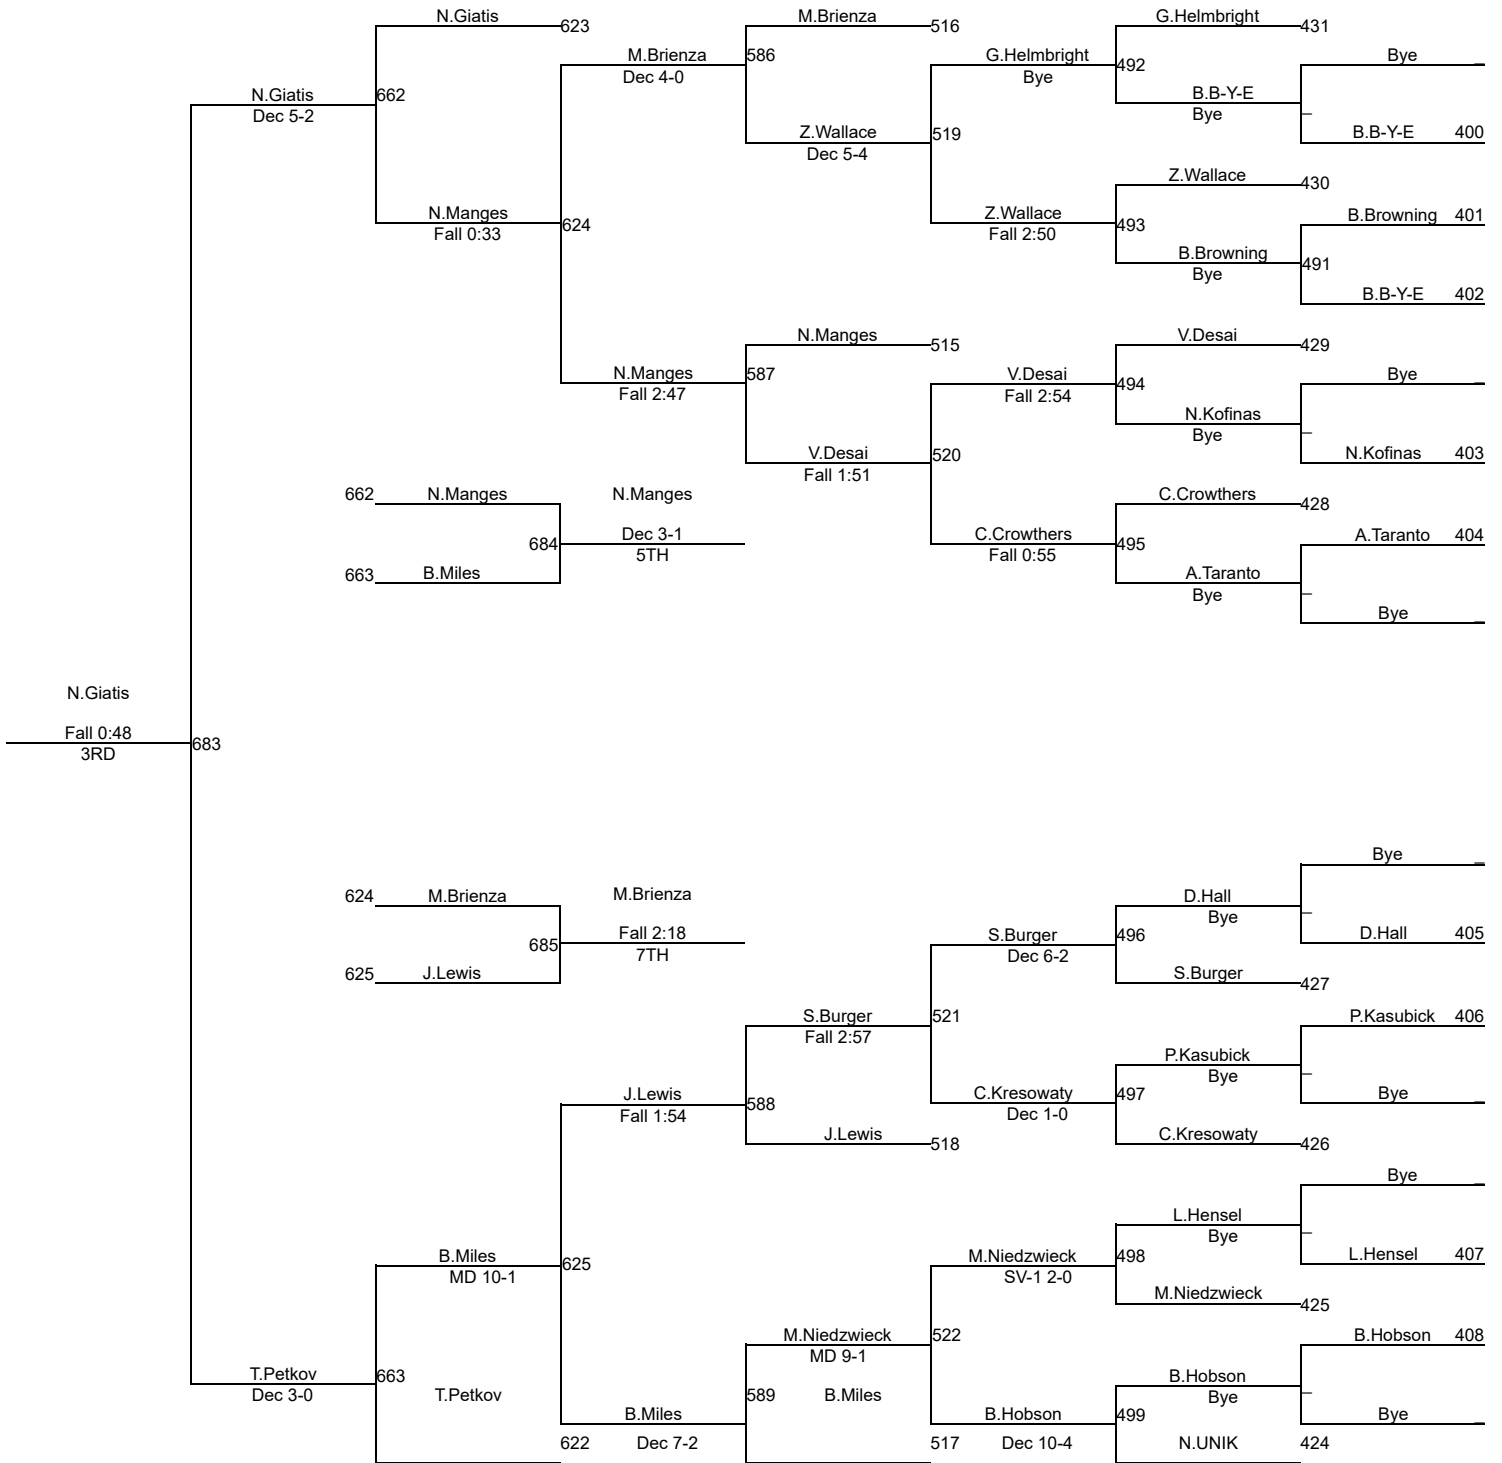 N.Giatis 623 M.Brienza 516 G.Helmbright 431
M.Brienza 586 G.Helmbright 492 Bye _
Dec 4-0 Bye
N.Giatis 662 B.B-Y-E
Dec 5-2 Bye _
Z.Wallace 519 B.B-Y-E 400
Dec 5-4
Z.Wallace 430
N.Manges 624 Z.Wallace 493 B.Browning 401
Fall 0:33 Fall 2:50
B.Browning 491
Bye
B.B-Y-E 402
N.Manges 515 V.Desai 429
N.Manges 587 V.Desai 494 Bye _
Fall 2:47 Fall 2:54
N.Kofinas _
Bye
V.Desai 520 N.Kofinas 403
Fall 1:51
662 N.Manges N.Manges C.Crowthers 428
684 Dec 3-1 C.Crowthers 495 A.Taranto 404
5TH Fall 0:55
663 B.Miles A.Taranto _
Bye
Bye _
N.Giatis
Fall 0:48 683
3RD
Bye _
624 M.Brienza M.Brienza D.Hall _
Bye
685 Fall 2:18 S.Burger 496 D.Hall 405
7TH Dec 6-2
625 J.Lewis S.Burger 427
S.Burger 521 P.Kasubick 406
Fall 2:57
P.Kasubick _
Bye
J.Lewis 588 C.Kresowaty 497 Bye _
Fall 1:54 Dec 1-0
J.Lewis 518 C.Kresowaty 426
Bye _
L.Hensel _
Bye
B.Miles 625 M.Niedzwieck 498 L.Hensel 407
MD 10-1 SV-1 2-0
M.Niedzwieck 425
M.Niedzwieck 522 B.Hobson 408
MD 9-1
T.Petkov 663 B.Hobson _
Dec 3-0 T.Petkov 589 B.Miles Bye
B.Miles B.Hobson 499 Bye _
622 Dec 7-2 517 Dec 10-4 N.UNIK 424